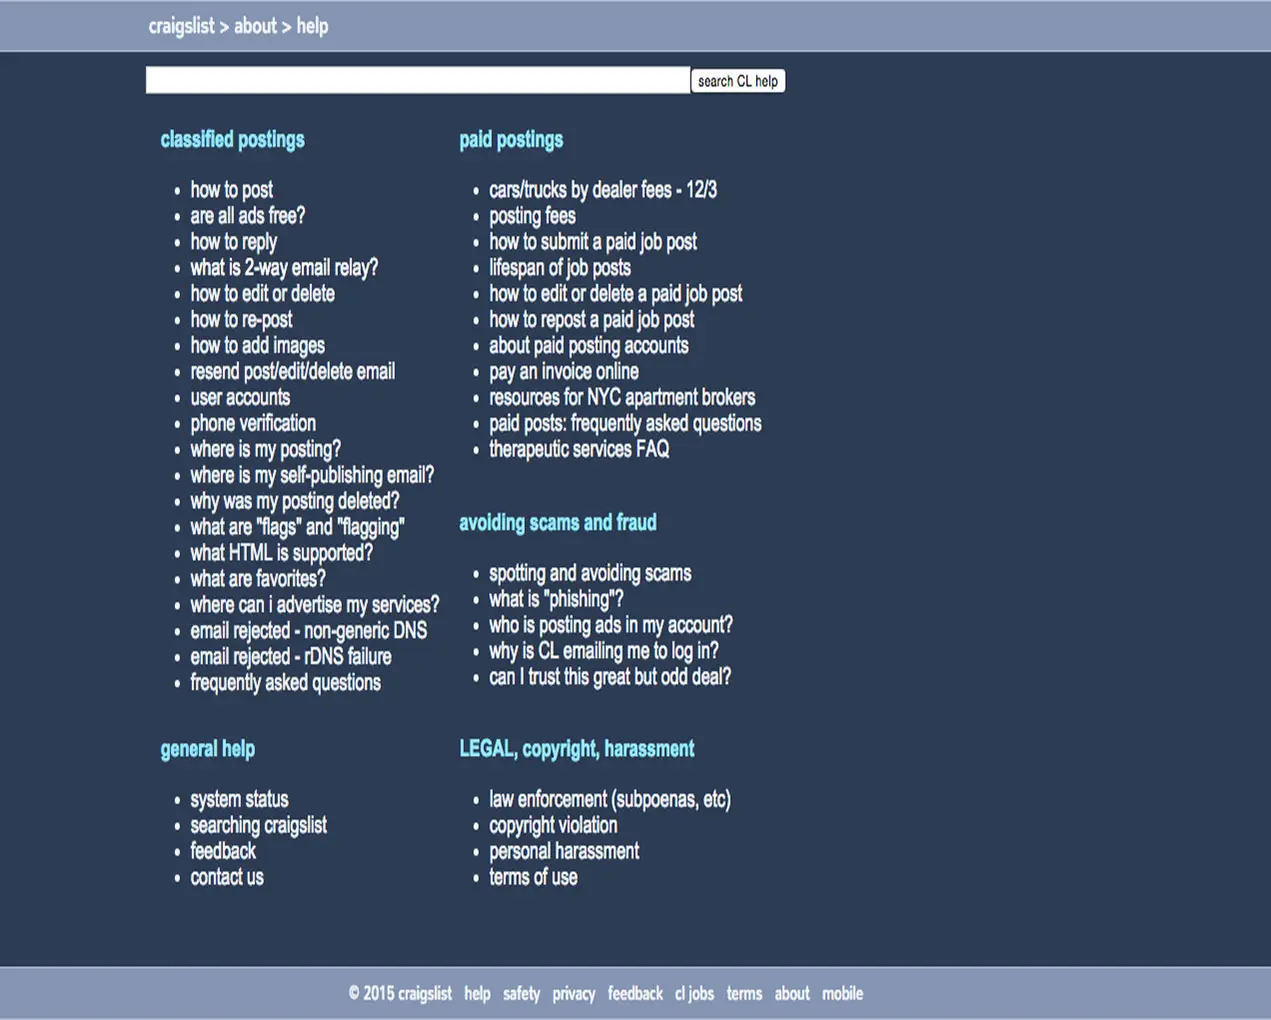 craigslist > about > help
search CL help
classified postings
how to post
are all ads free?
how to reply
what is 2-way email relay?
how to edit or delete
how to re-post
how to add images
resend post/edit/delete email
user accounts
phone verification
where is my posting?
where is my self-publishing email?
why was my posting deleted?
what are "flags" and "flagging"
what HTML is supported?
what are favorites?
where can i advertise my services?
email rejected - non-generic DNS
email rejected - rDNS failure
frequently asked questions
paid postings
cars/trucks by dealer fees - 12/3
posting fees
how to submit a paid job post
lifespan of job posts
how to edit or delete a paid job post
how to repost a paid job post
about paid posting accounts
pay an invoice online
resources for NYC apartment brokers
paid posts: frequently asked questions
therapeutic services FAQ
avoiding scams and fraud
spotting and avoiding scams
what is "phishing"?
who is posting ads in my account?
why is CL emailing me to log in?
can I trust this great but odd deal?
general help
system status
searching craigslist
feedback
contact us
LEGAL, copyright, harassment
law enforcement (subpoenas, etc)
copyright violation
personal harassment
terms of use
© 2015 craigslist help safety privacy feedback cl jobs terms about mobile